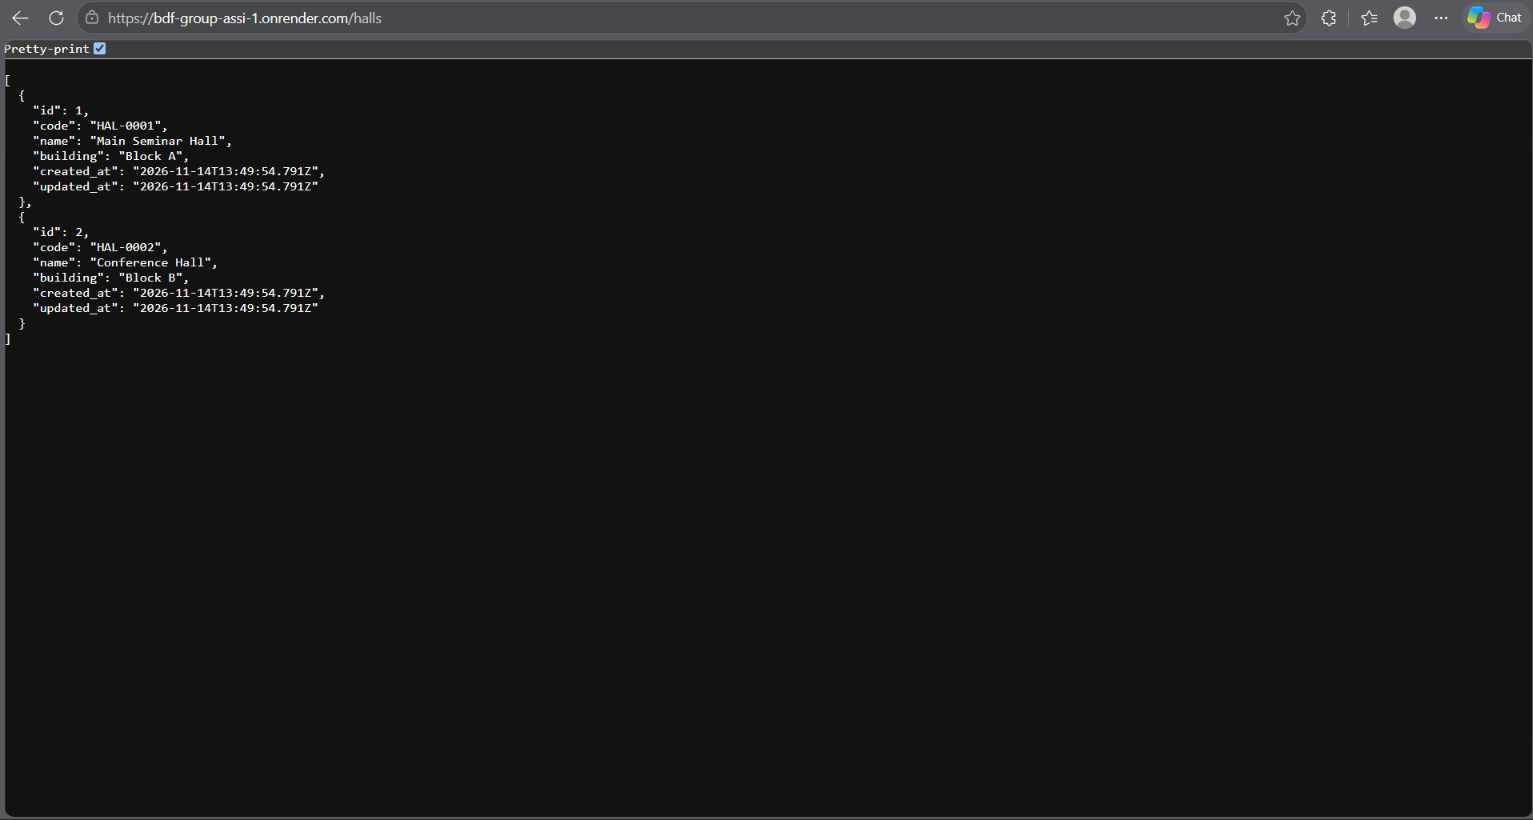 https://bdf-group-assi-1.onrender.com/halls
Chat
Pretty-print
[
  {
    "id": 1,
    "code": "HAL-0001",
    "name": "Main Seminar Hall",
    "building": "Block A",
    "created_at": "2026-11-14T13:49:54.791Z",
    "updated_at": "2026-11-14T13:49:54.791Z"
  },
  {
    "id": 2,
    "code": "HAL-0002",
    "name": "Conference Hall",
    "building": "Block B",
    "created_at": "2026-11-14T13:49:54.791Z",
    "updated_at": "2026-11-14T13:49:54.791Z"
  }
]